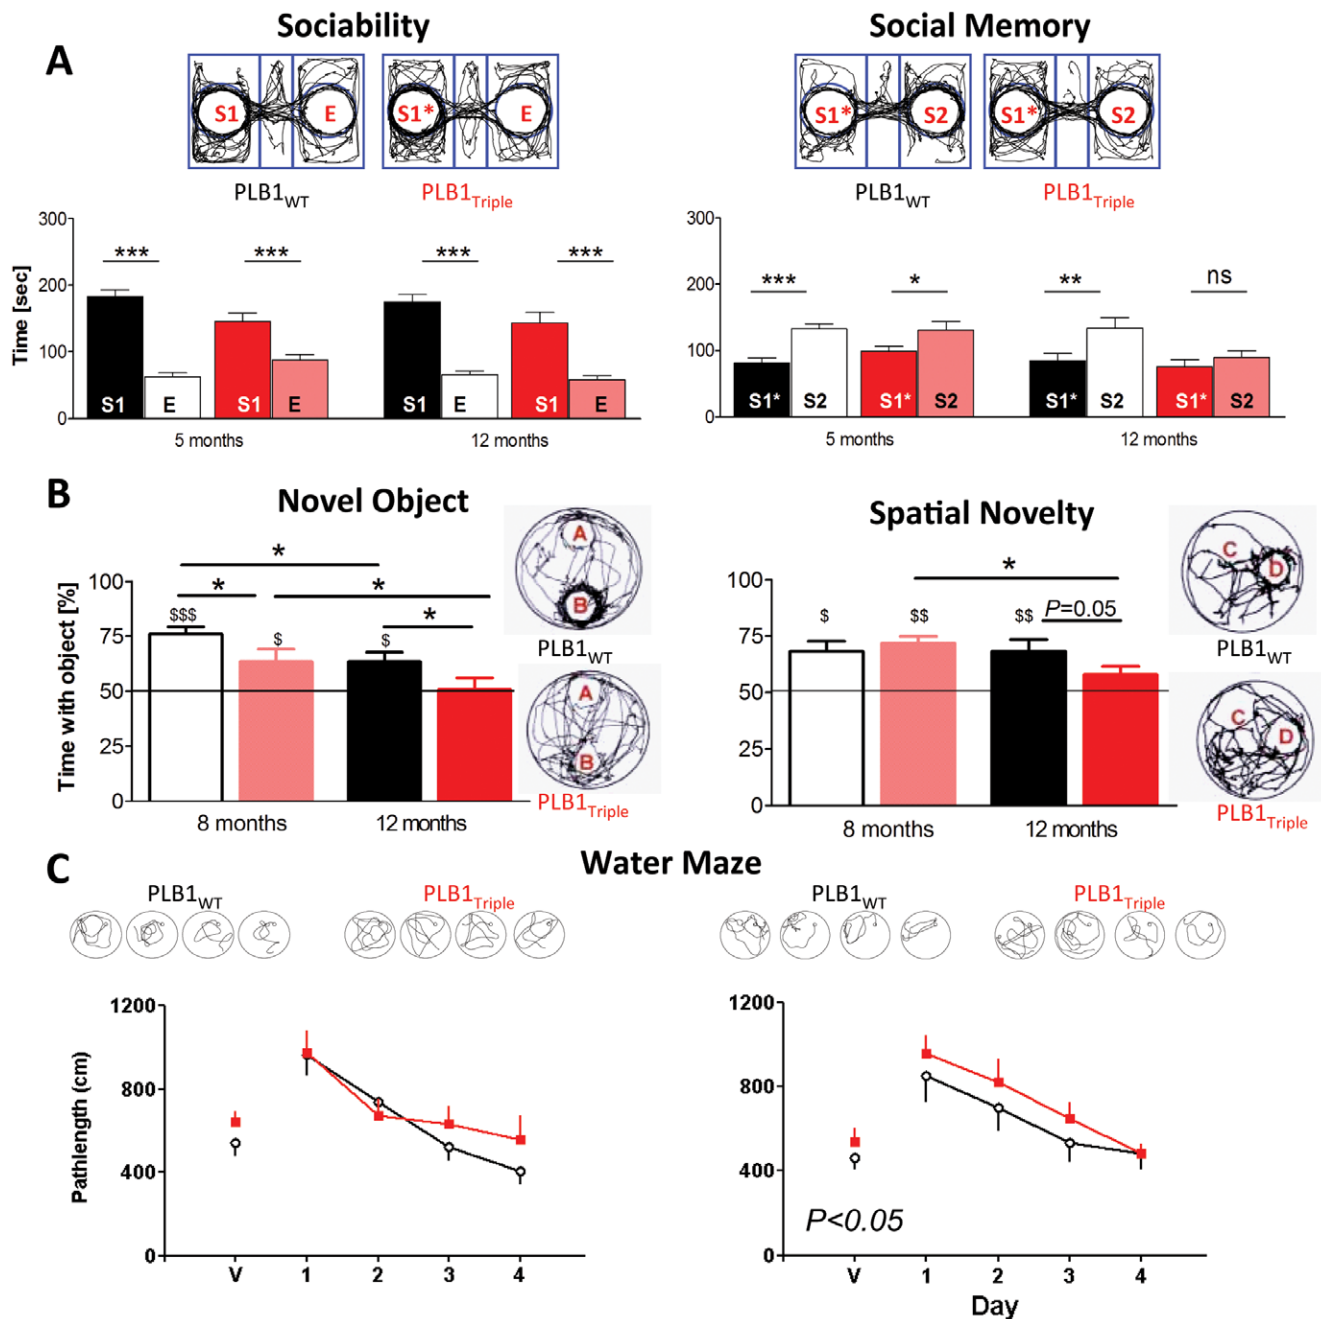 Sociability
Social Memory
A
S1 E S1* E
S1* S2 S1* S2
PLB1WT PLB1Triple
PLB1WT PLB1Triple
Time [sec]
300
200
100
0
*** *** *** ***
S1 E S1 E S1 E S1 E
5 months 12 months
300
200
100
0
*** * ** ns
S1* S2 S1* S2 S1* S2 S1* S2
5 months 12 months
B
Novel Object
Time with object [%]
100
75
50
25
0
*
* *
*
$$$ $ $
8 months 12 months
A
B
PLB1WT
A
B
PLB1Triple
Spatial Novelty
100
75
50
25
0
*
P=0.05
$ $$ $$
8 months 12 months
C
D
PLB1WT
C
D
PLB1Triple
C
Water Maze
PLB1WT PLB1Triple
PLB1WT PLB1Triple
Pathlength (cm)
1200
800
400
0
V 1 2 3 4
1200
800
400
0
P<0.05
V 1 2 3 4
Day